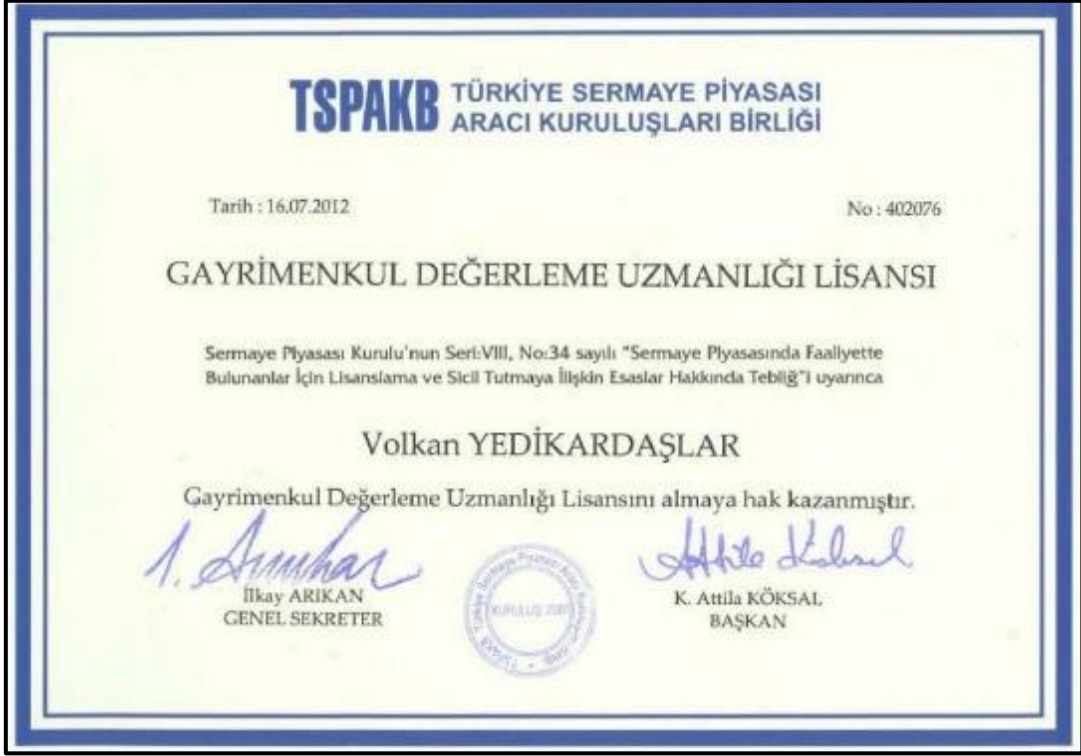 TSPAKB TÜRKİYE SERMAYE PİYASASI
ARACI KURULUŞLARI BİRLİĞİ
Tarih : 16.07.2012
No : 402076
GAYRİMENKUL DEĞERLEME UZMANLIĞI LİSANSI
Sermaye Piyasası Kurulu'nun Seri:VIII, No:34 sayılı "Sermaye Piyasasında Faaliyette
Bulunanlar İçin Lisanslama ve Sicil Tutmaya İlişkin Esaslar Hakkında Tebliğ"i uyarınca
Volkan YEDİKARDAŞLAR
Gayrimenkul Değerleme Uzmanlığı Lisansını almaya hak kazanmıştır.
İlkay ARIKAN
GENEL SEKRETER
K. Attila KÖKSAL
BAŞKAN
KURULUŞ